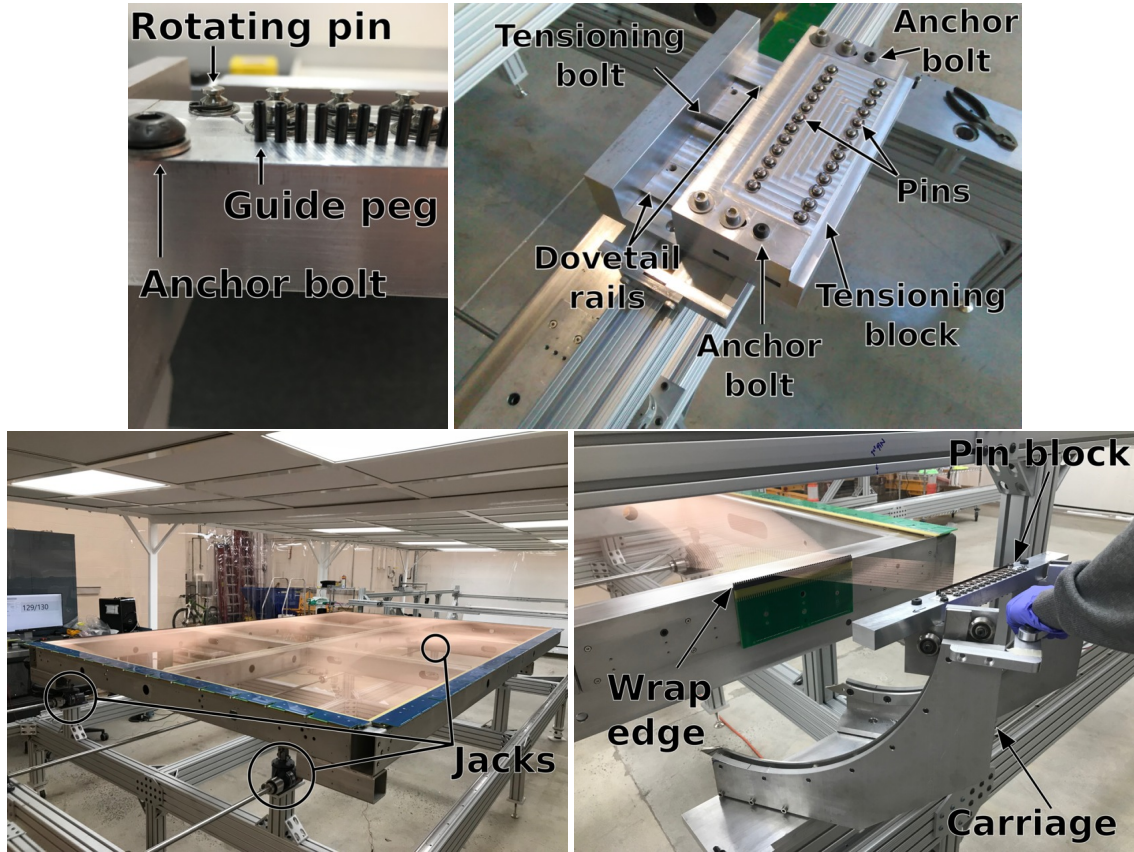 Rotating pin
Guide peg
Anchor bolt
Tensioning
bolt
Anchor
bolt
Pins
Dovetail
rails
Tensioning
block
Anchor
bolt
129/130
Jacks
Pin block
Wrap
edge
Carriage